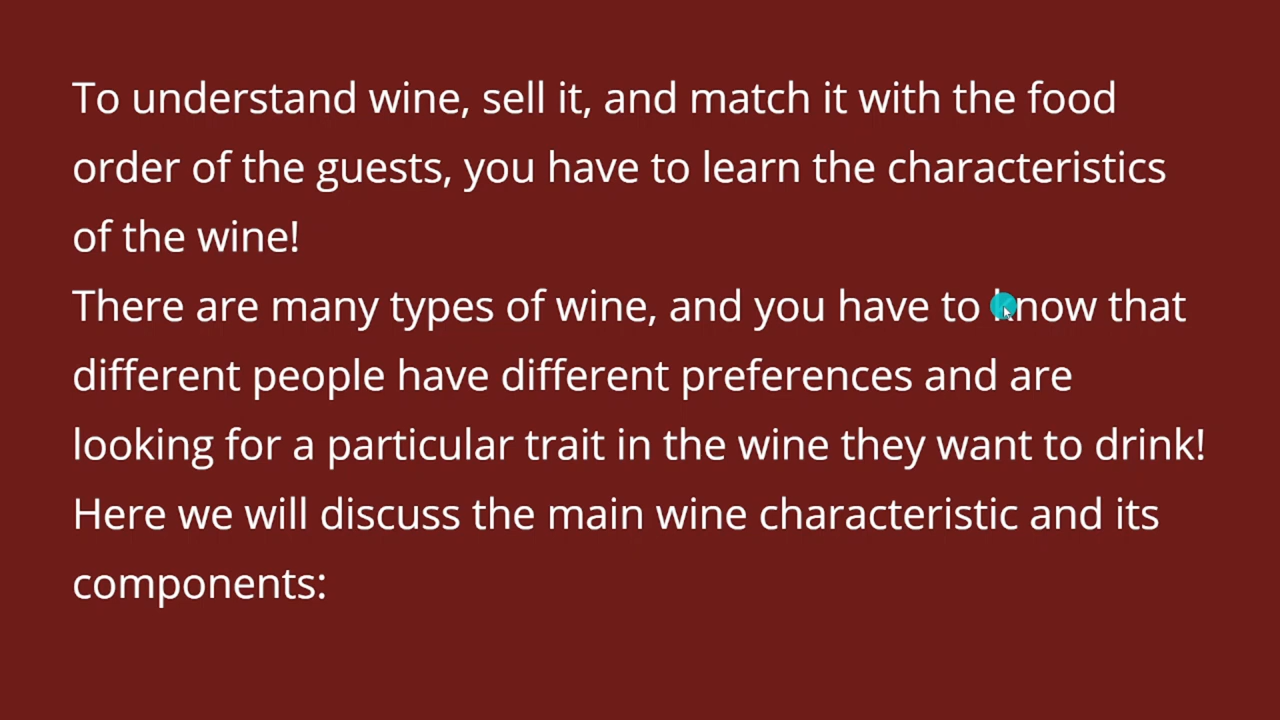 To understand wine, sell it, and match it with the food
order of the guests, you have to learn the characteristics
of the wine!
There are many types of wine, and you have to know that
different people have different preferences and are
looking for a particular trait in the wine they want to drink!
Here we will discuss the main wine characteristic and its
components: